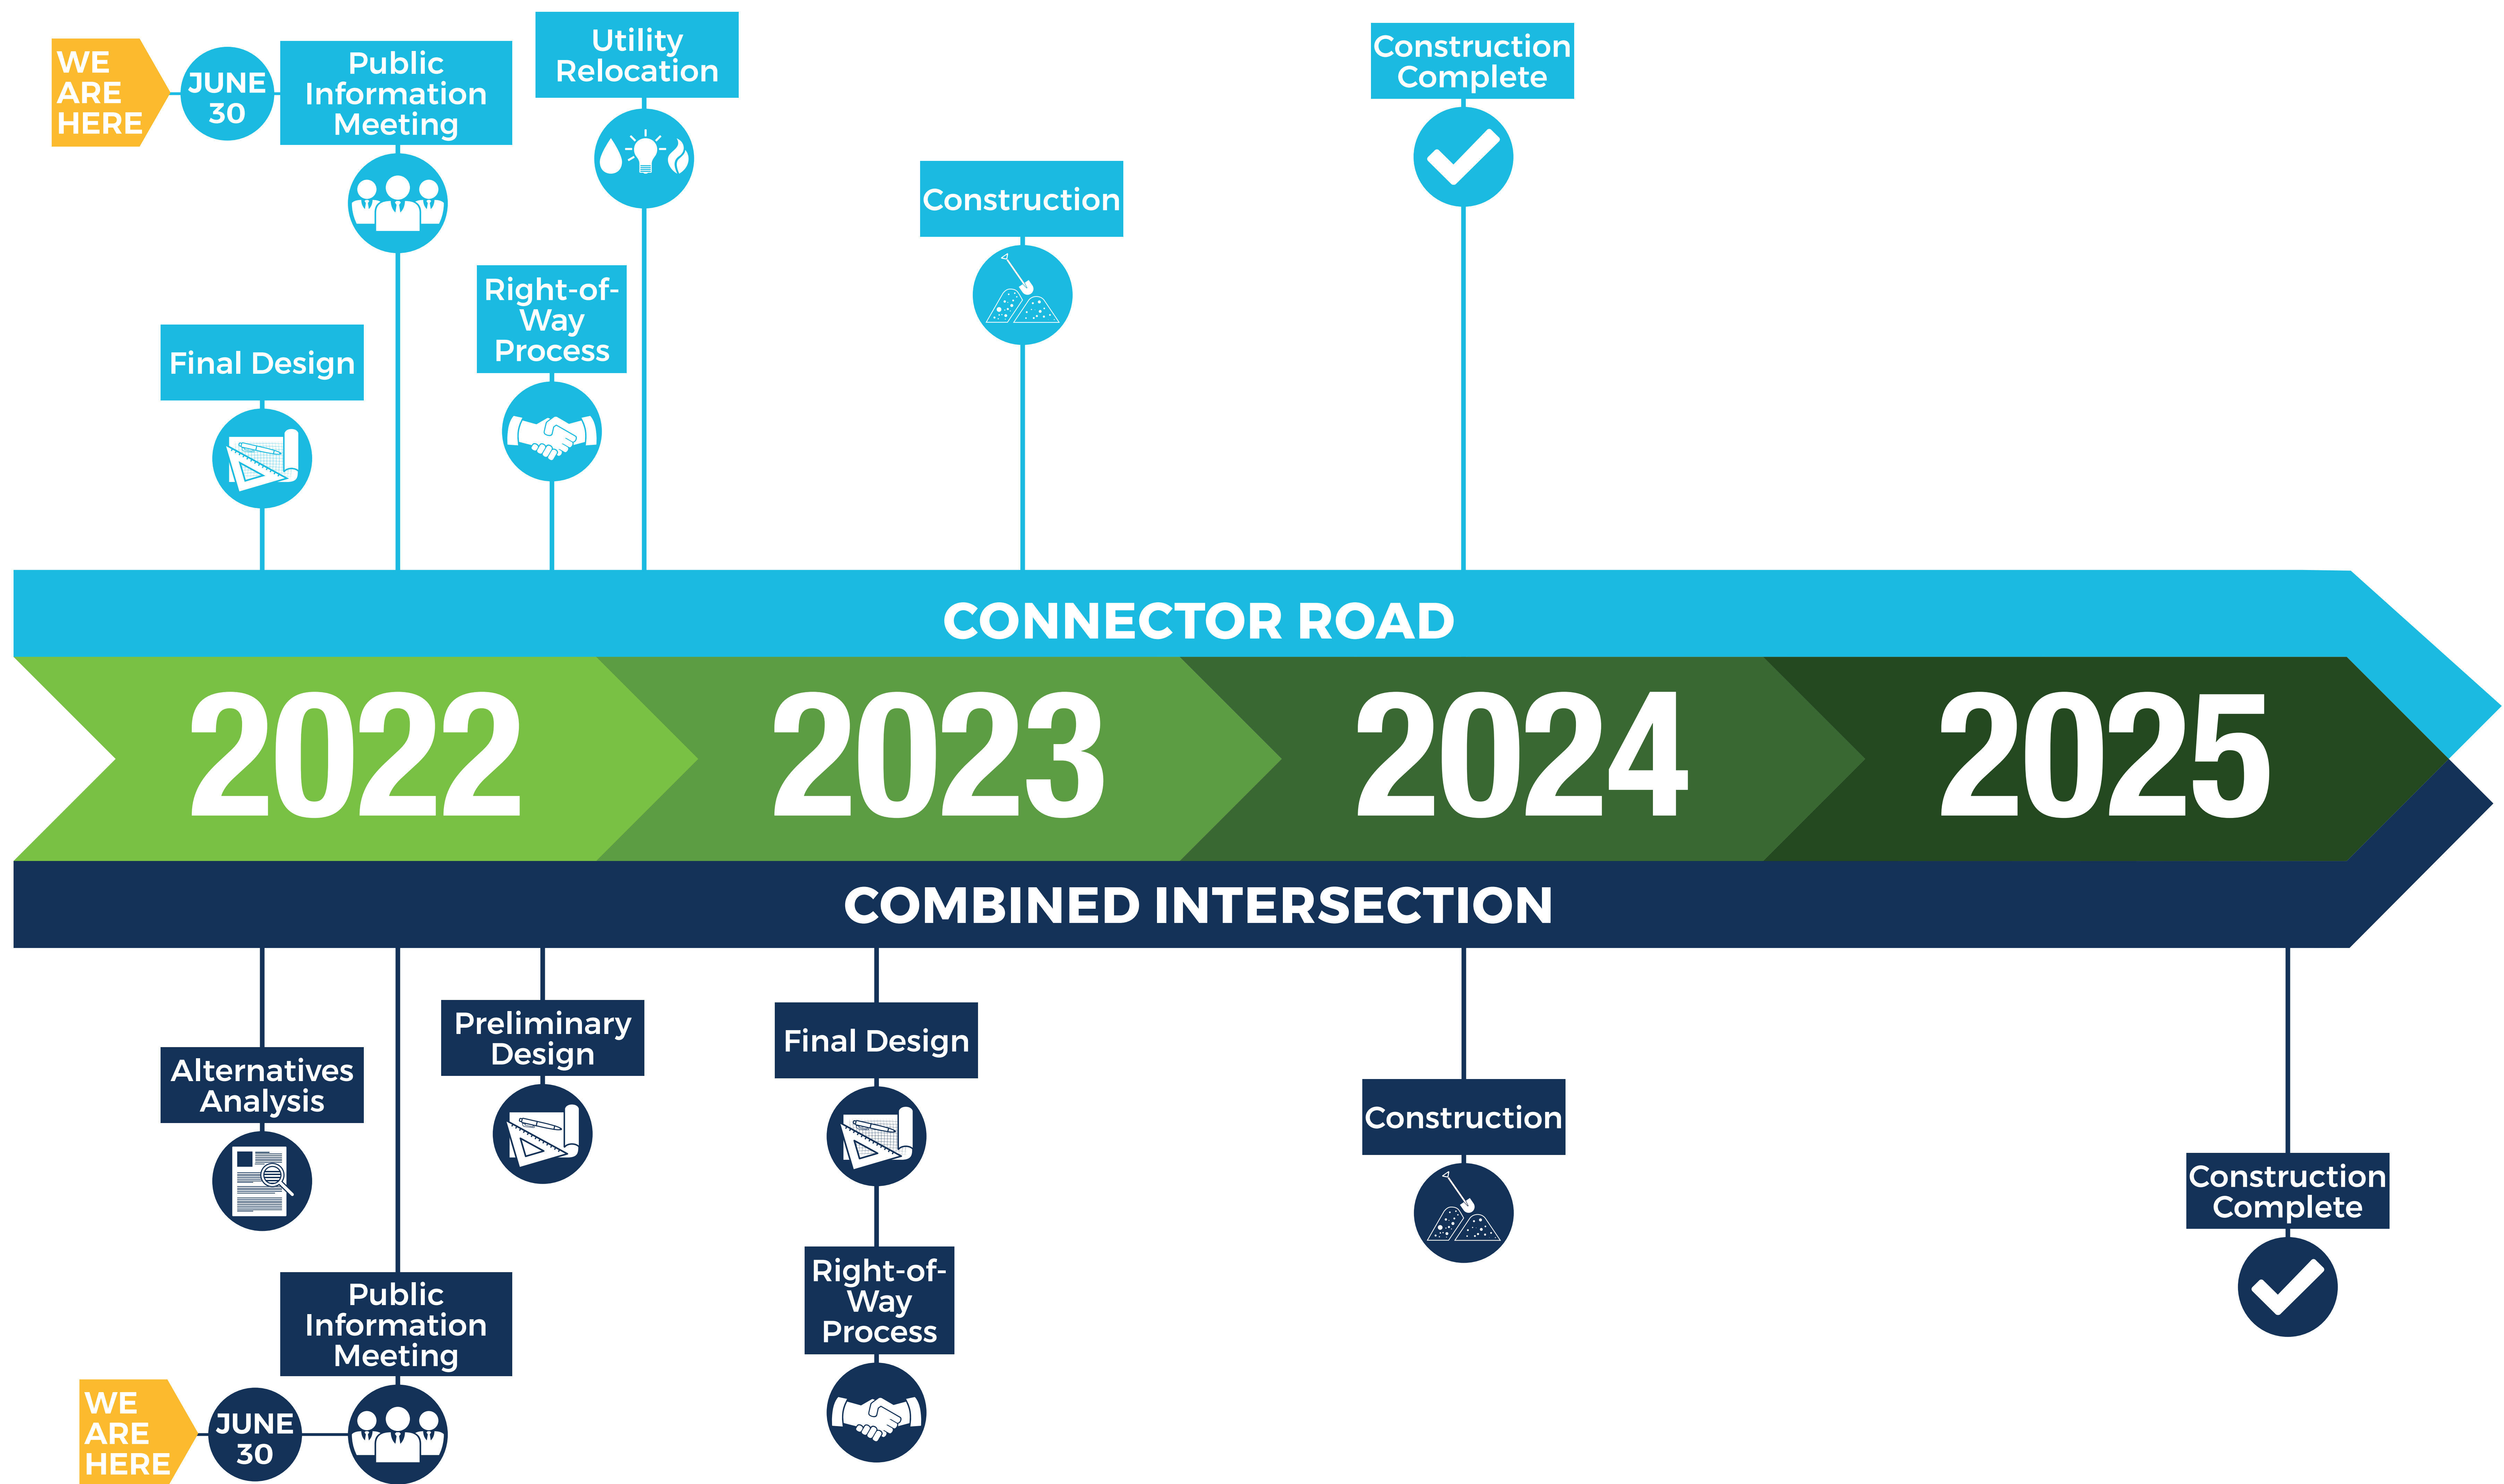 WE
ARE
HERE
JUNE
30
Public
Information
Meeting
Utility
Relocation
Construction
Complete
Construction
Right-of-
Way
Process
Final Design
CONNECTOR ROAD
2022
2023
2024
2025
COMBINED INTERSECTION
Alternatives
Analysis
Preliminary
Design
Final Design
Construction
Construction
Complete
Right-of-
Way
Process
Public
Information
Meeting
WE
ARE
HERE
JUNE
30